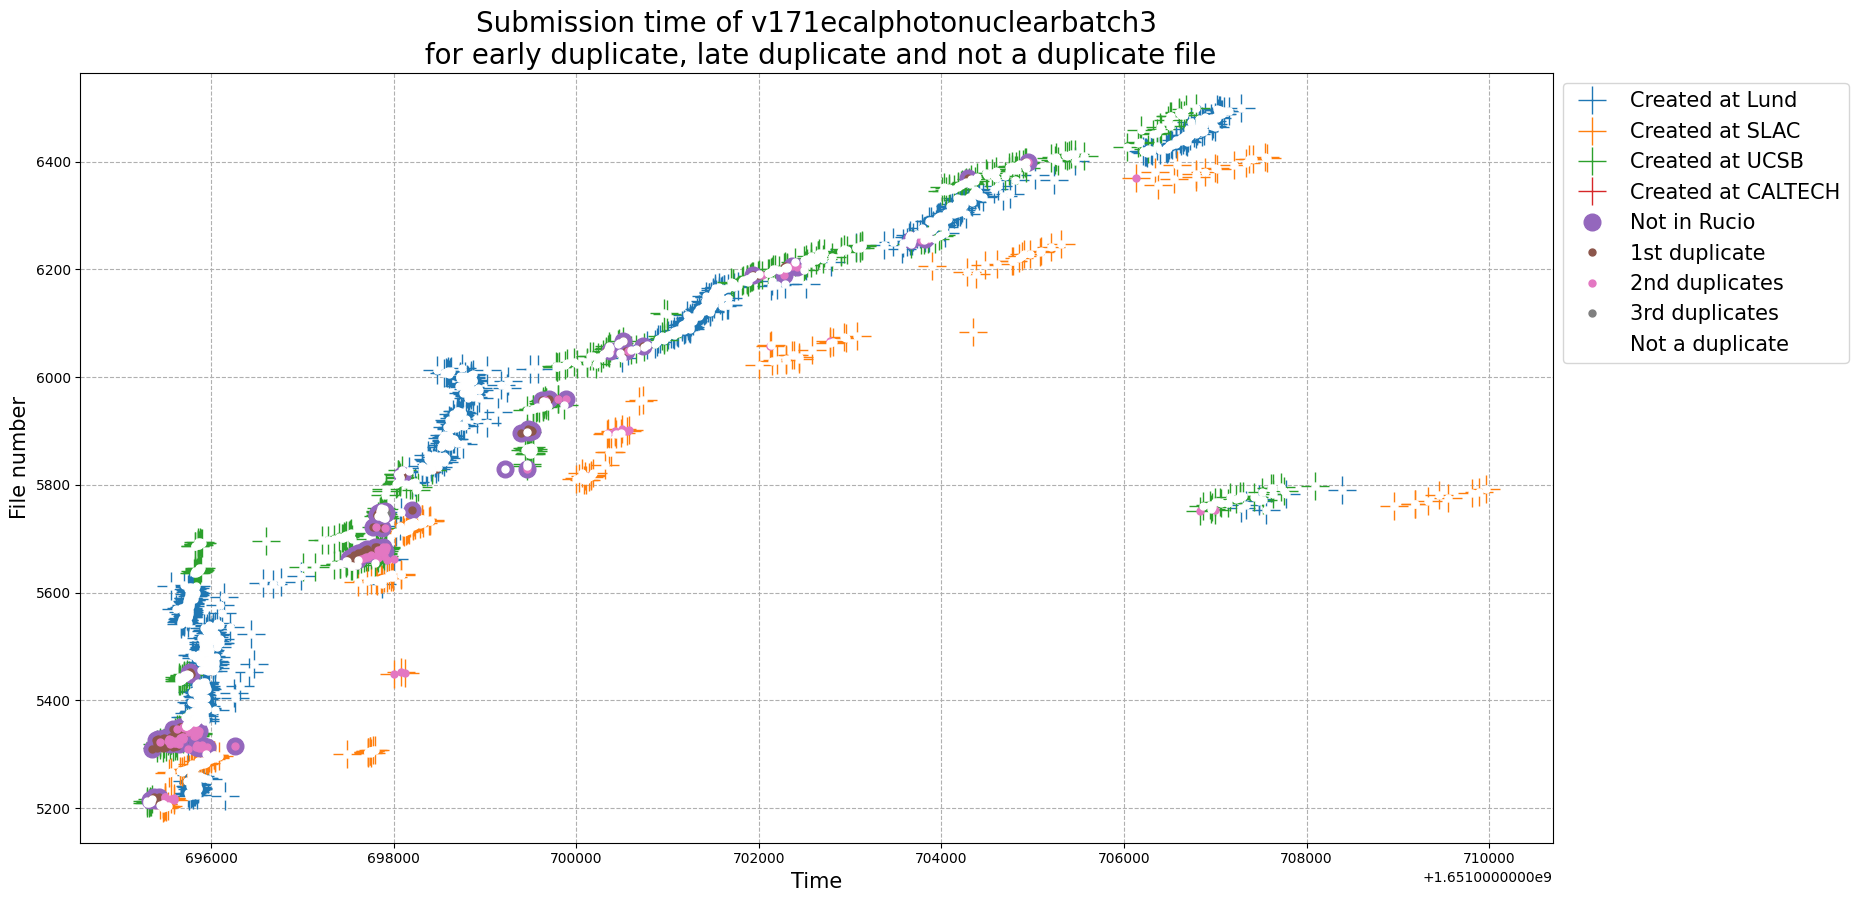 Submission time of v171ecalphotonuclearbatch3
for early duplicate, late duplicate and not a duplicate file
Created at Lund
Created at SLAC
Created at UCSB
Created at CALTECH
Not in Rucio
1st duplicate
2nd duplicates
3rd duplicates
Not a duplicate
File number
6400
6200
6000
5800
5600
5400
5200
696000 698000 700000 702000 704000 706000 708000 710000
Time
+1.6510000000e9